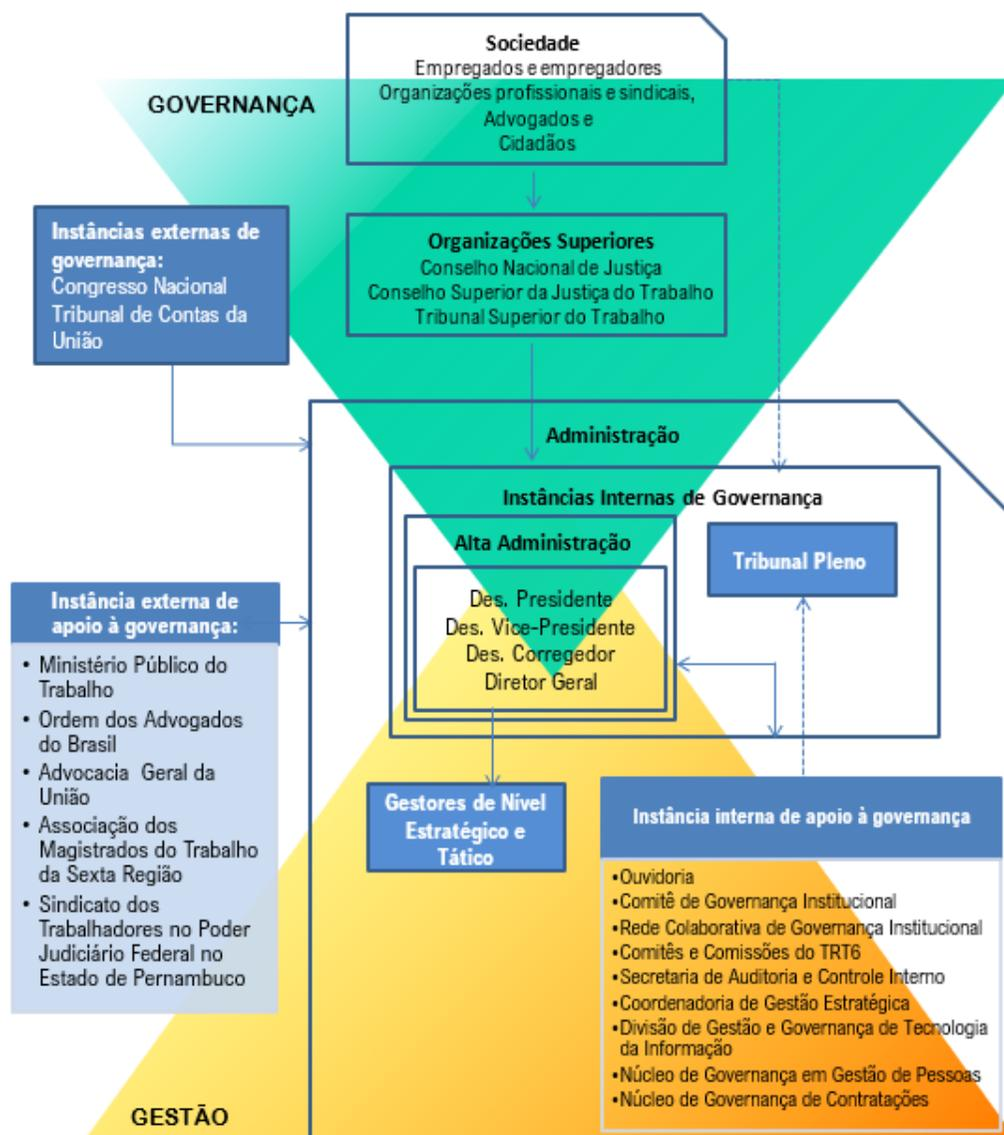 Sociedade
Empregados e empregadores
Organizações profissionais e sindicais,
Advogados e
Cidadãos
GOVERNANÇA
Instâncias externas de
governança:
Congresso Nacional
Tribunal de Contas da
União
Organizações Superiores
Conselho Nacional de Justiça
Conselho Superior da Justiça do Trabalho
Tribunal Superior do Trabalho
Administração
Instâncias Internas de Governança
Alta Administração
Des. Presidente
Des. Vice-Presidente
Des. Corregedor
Diretor Geral
Tribunal Pleno
Instância externa de
apoio à governança:
• Ministério Público do
Trabalho
• Ordem dos Advogados
do Brasil
• Advocacia Geral da
União
• Associação dos
Magistrados do Trabalho
da Sexta Região
• Sindicato dos
Trabalhadores no Poder
Judiciário Federal no
Estado de Pernambuco
Gestores de Nível
Estratégico e
Tático
Instância interna de apoio à governança
•Ouvidoria
•Comitê de Governança Institucional
•Rede Colaborativa de Governança Institucional
•Comitês e Comissões do TRT6
•Secretaria de Auditoria e Controle Interno
•Coordenadoria de Gestão Estratégica
•Divisão de Gestão e Governança de Tecnologia
da Informação
•Núcleo de Governança em Gestão de Pessoas
•Núcleo de Governança de Contratações
GESTÃO